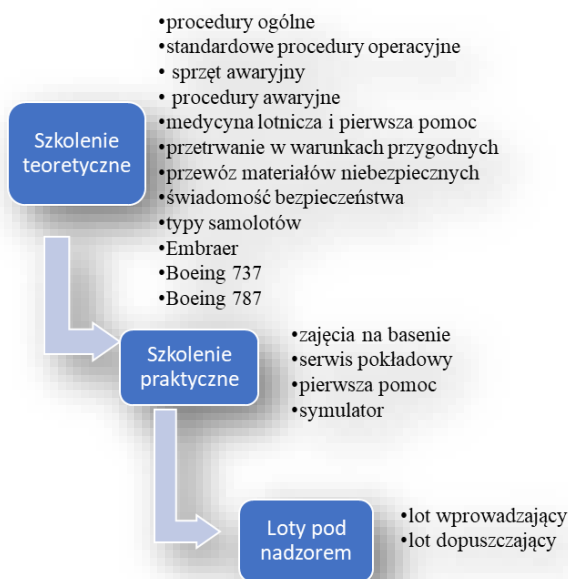 •procedury ogólne
•standardowe procedury operacyjne
• sprzęt awaryjny
• procedury awaryjne
•medycyna lotnicza i pierwsza pomoc
•przetrwanie w warunkach przygodnych
•przewóz materiałów niebezpiecznych
•świadomość bezpieczeństwa
•typy samolotów
•Embraer
•Boeing 737
•Boeing 787
Szkolenie
teoretyczne
•zajęcia na basenie
•serwis pokładowy
•pierwsza pomoc
•symulator
Szkolenie
praktyczne
•lot wprowadzający
•lot dopuszczający
Loty pod
nadzorem